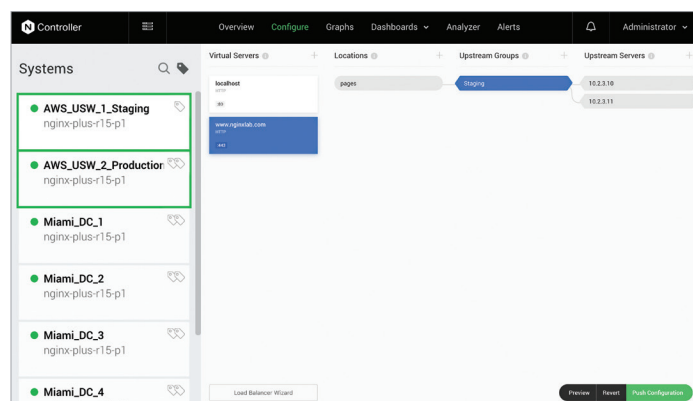 N Controller
Overview Configure Graphs Dashboards Analyzer Alerts Administrator
Systems
AWS_USW_1_Staging
nginx-plus-r15-p1
AWS_USW_2_Production
nginx-plus-r15-p1
Miami_DC_1
nginx-plus-r15-p1
Miami_DC_2
nginx-plus-r15-p1
Miami_DC_3
nginx-plus-r15-p1
Miami_DC_4
Virtual Servers
localhost
HTTP
80
www.nginxlab.com
HTTP
443
Load Balancer Wizard
Locations
pages
Upstream Groups
Staging
Upstream Servers
10.2.3.10
10.2.3.11
Preview Revert Push Configuration